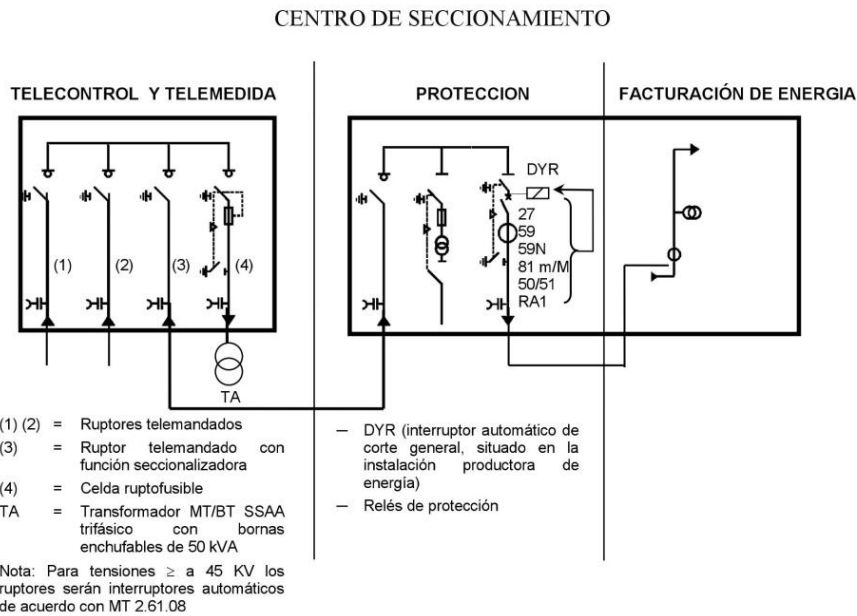 CENTRO DE SECCIONAMIENTO
TELECONTROL Y TELEMEDIDA
PROTECCION
FACTURACIÓN DE ENERGIA
DYR
27
59
59N
81 m/M
50/51
RA1
(1)
(2)
(3)
(4)
TA
(1) (2) = Ruptores telemandados
(3) = Ruptor telemandado con
función seccionalizadora
(4) = Celda ruptofusible
TA = Transformador MT/BT SSAA
trifásico con bornas
enchufables de 50 kVA
Nota: Para tensiones ≥ a 45 KV los
ruptores serán interruptores automáticos
de acuerdo con MT 2.61.08
– DYR (interruptor automático de
corte general, situado en la
instalación productora de
energía)
– Relés de protección